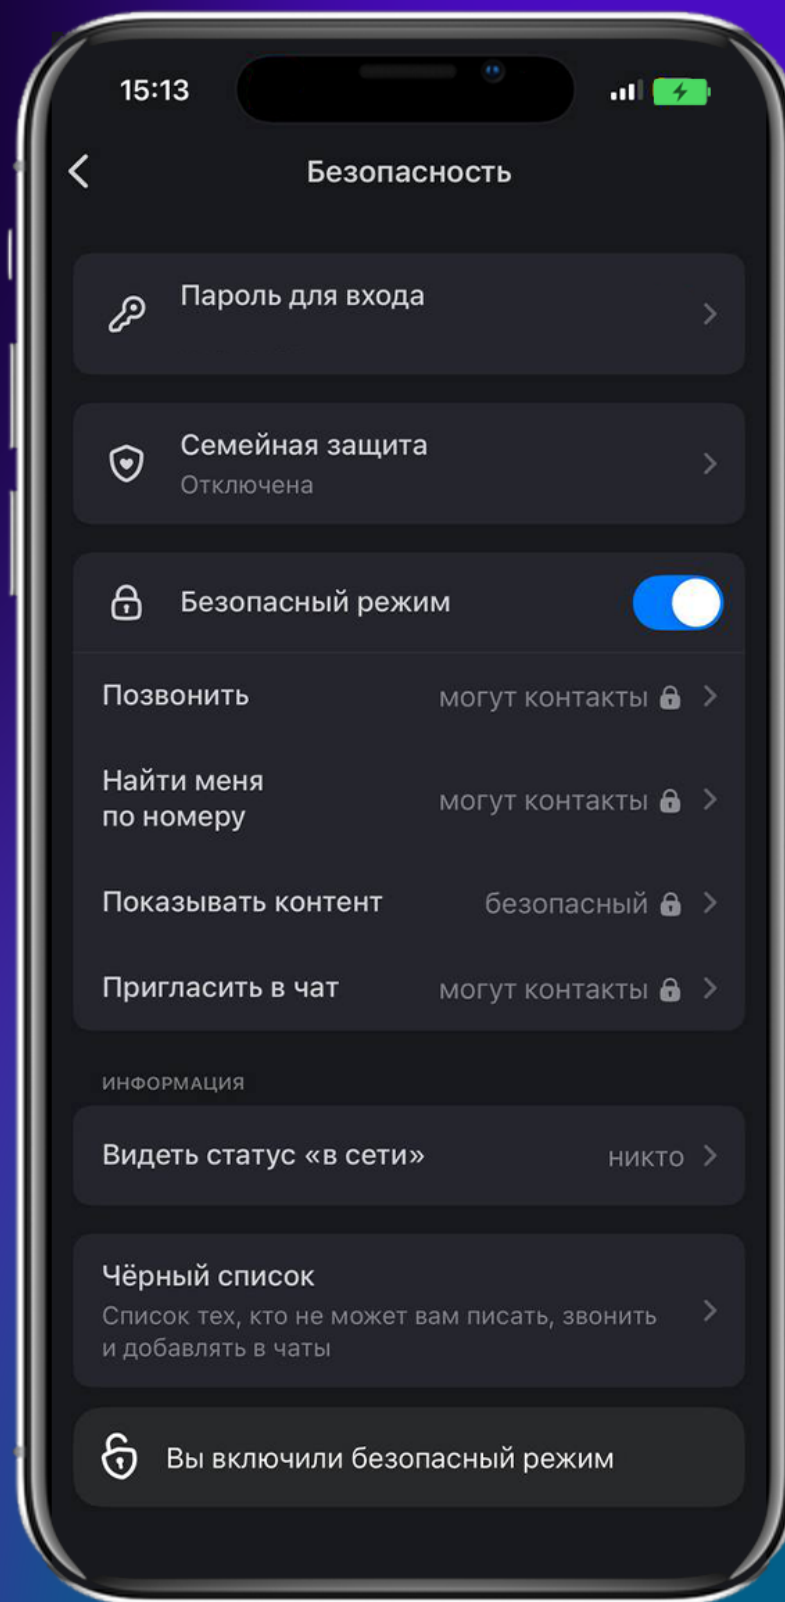 15:13
Безопасность
Пароль для входа
Семейная защита
Отключена
Безопасный режим
Позвонить могут контакты
Найти меня
по номеру могут контакты
Показывать контент безопасный
Пригласить в чат могут контакты
ИНФОРМАЦИЯ
Видеть статус «в сети» никто
Чёрный список
Список тех, кто не может вам писать, звонить
и добавлять в чаты
Вы включили безопасный режим